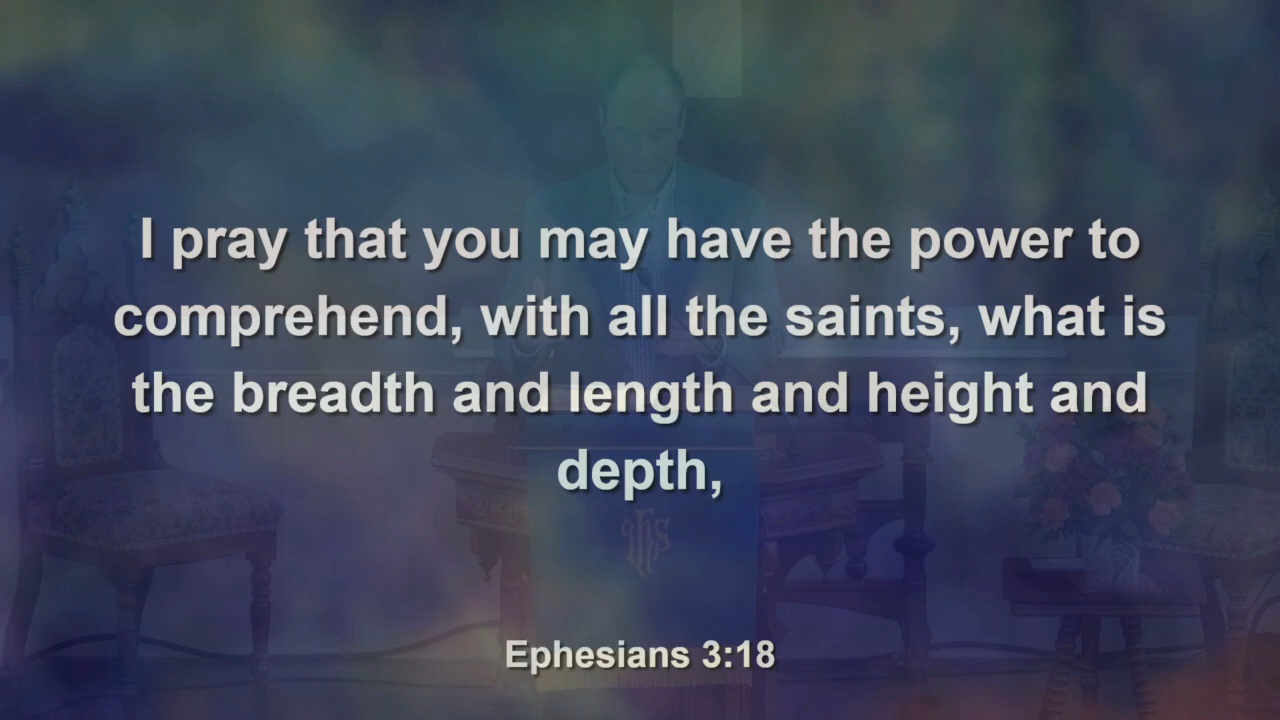 I pray that you may have the power to
comprehend, with all the saints, what is
the breadth and length and height and
depth,
IHS
Ephesians 3:18